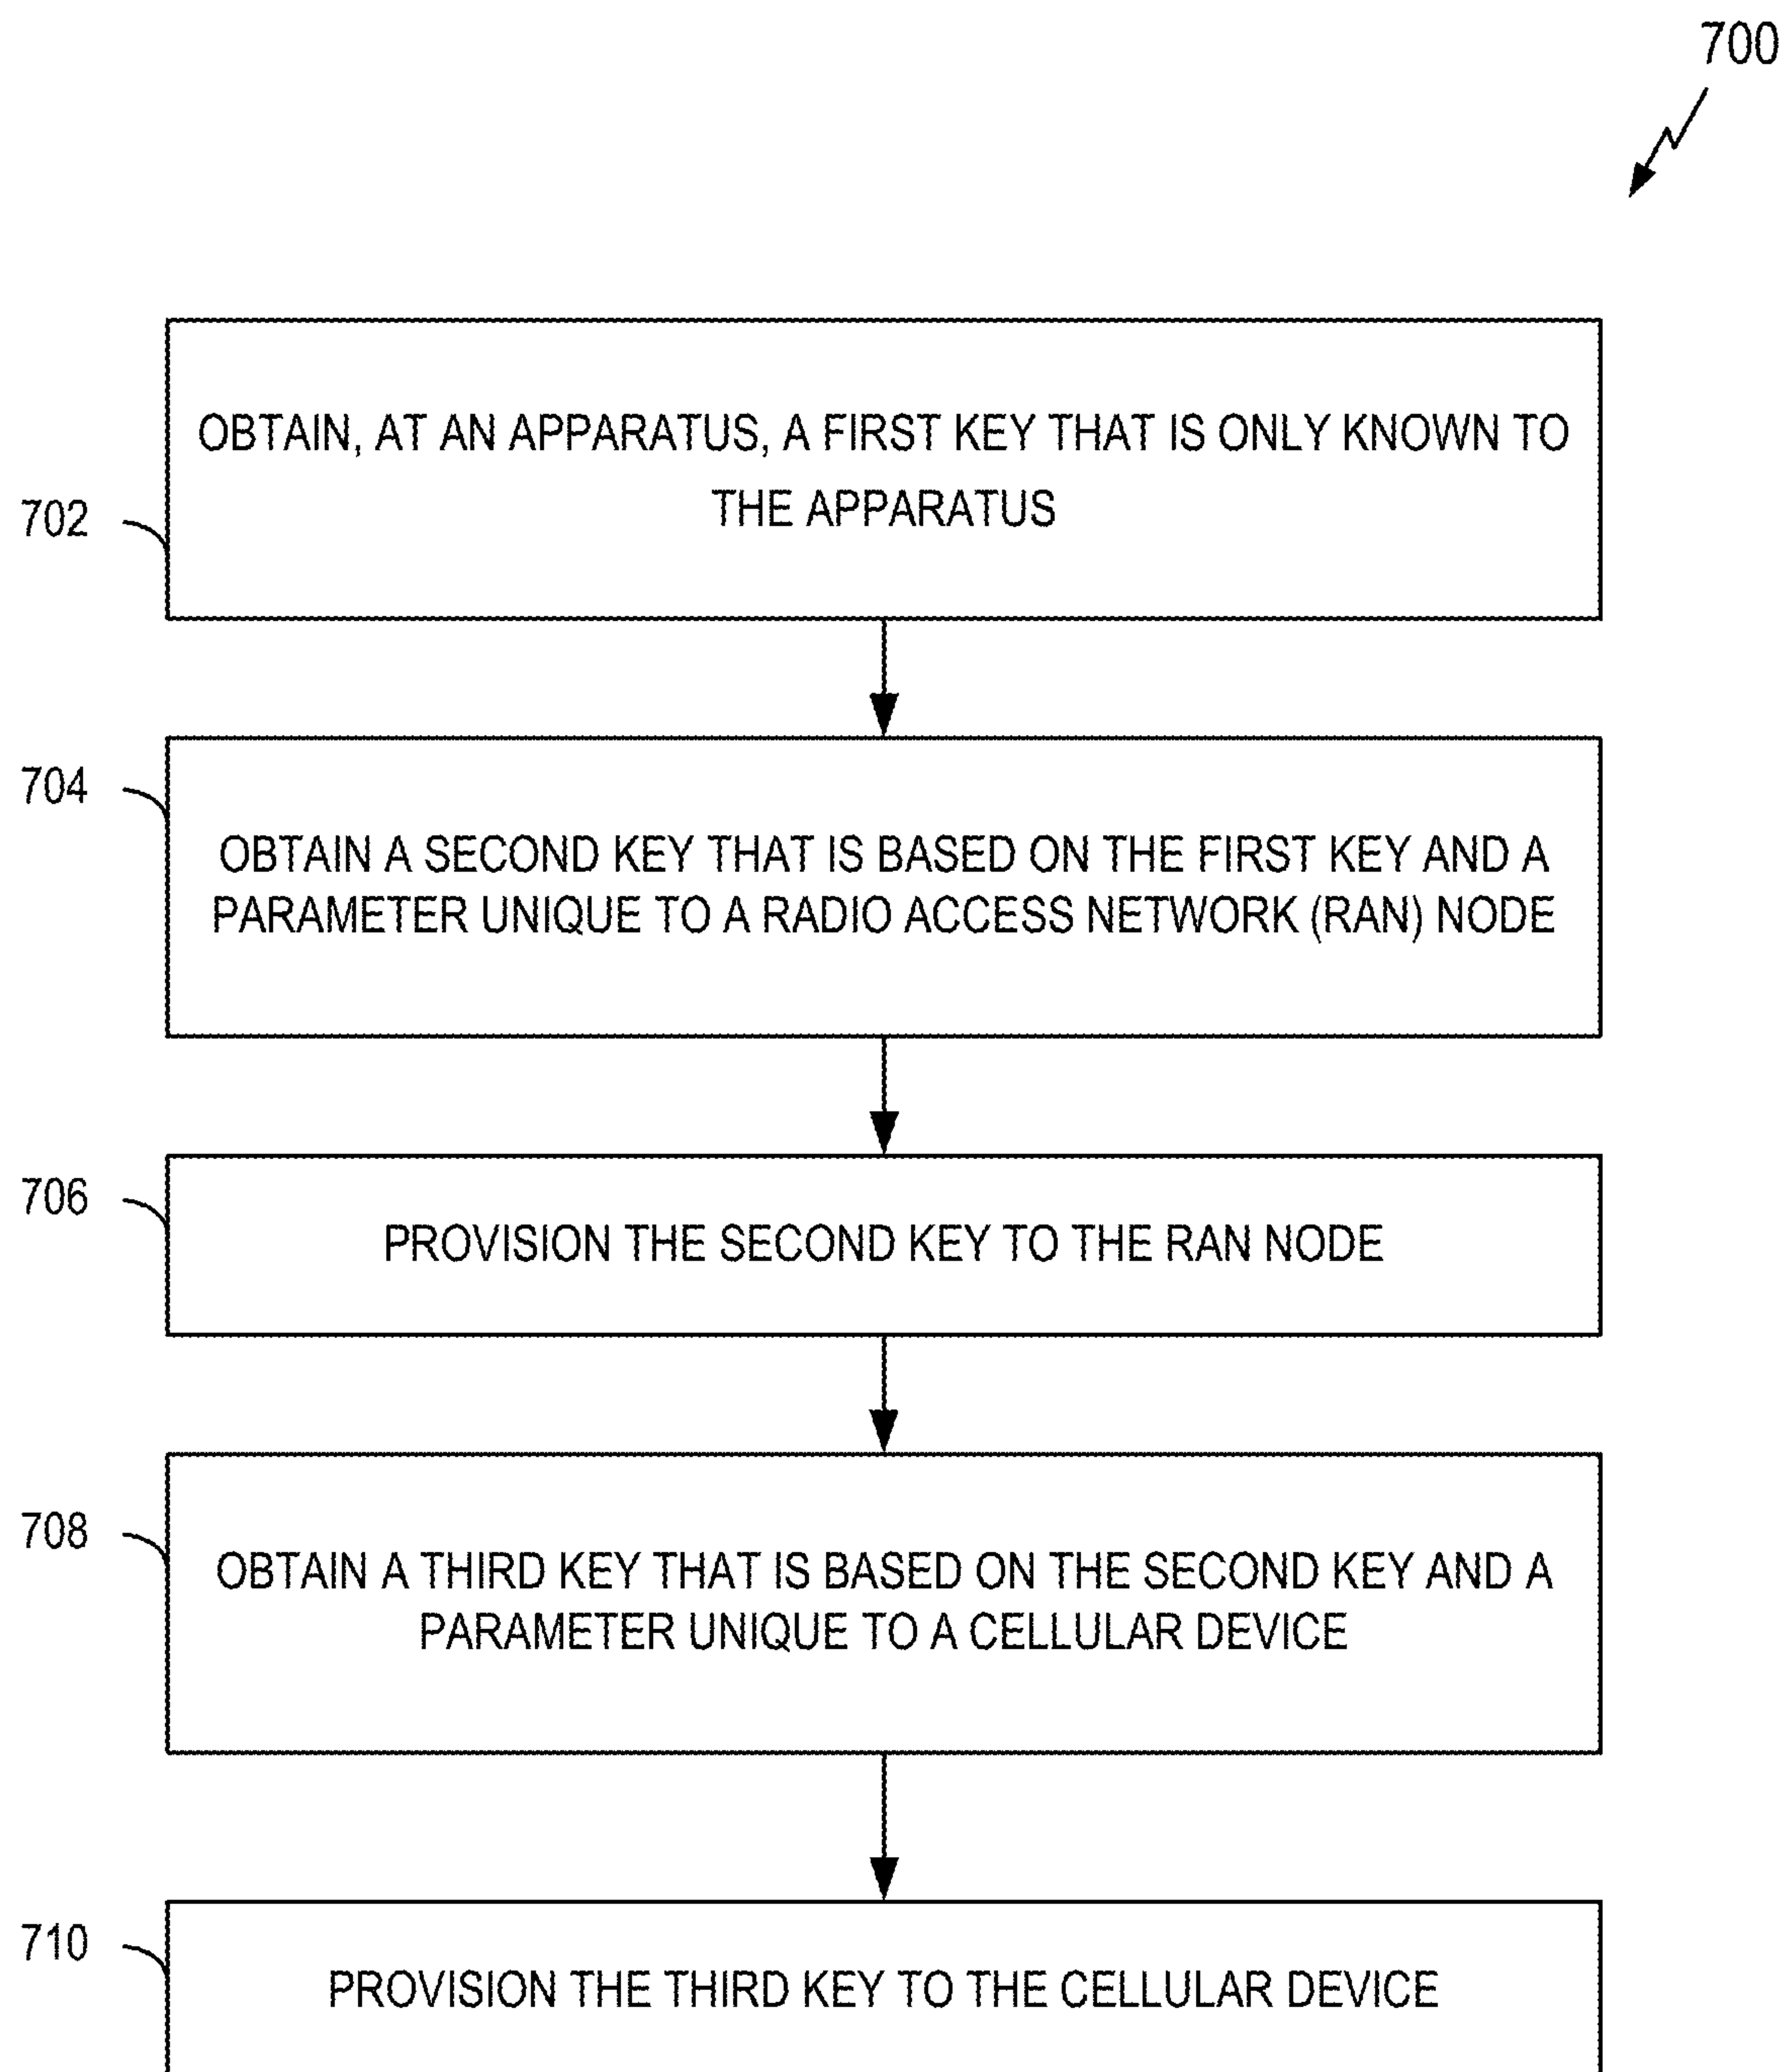 700
OBTAIN, AT AN APPARATUS, A FIRST KEY THAT IS ONLY KNOWN TO
THE APPARATUS
702
704
OBTAIN A SECOND KEY THAT IS BASED ON THE FIRST KEY AND A
PARAMETER UNIQUE TO A RADIO ACCESS NETWORK (RAN) NODE
706
PROVISION THE SECOND KEY TO THE RAN NODE
708
OBTAIN A THIRD KEY THAT IS BASED ON THE SECOND KEY AND A
PARAMETER UNIQUE TO A CELLULAR DEVICE
710
PROVISION THE THIRD KEY TO THE CELLULAR DEVICE